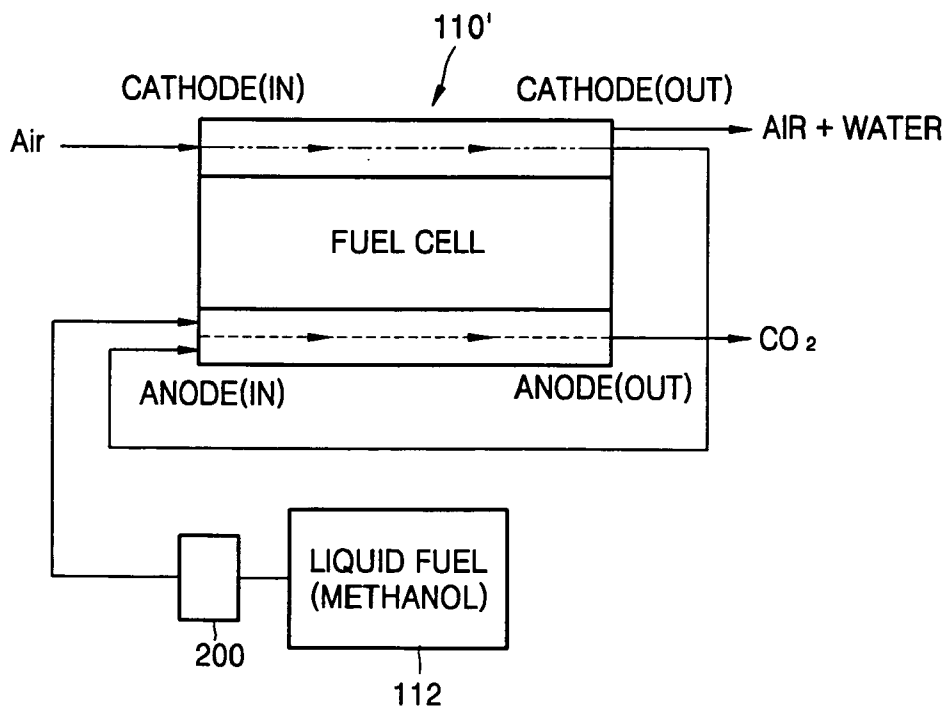 110'
CATHODE(IN)
CATHODE(OUT)
Air
AIR + WATER
FUEL CELL
CO₂
ANODE(IN)
ANODE(OUT)
LIQUID FUEL
(METHANOL)
200
112